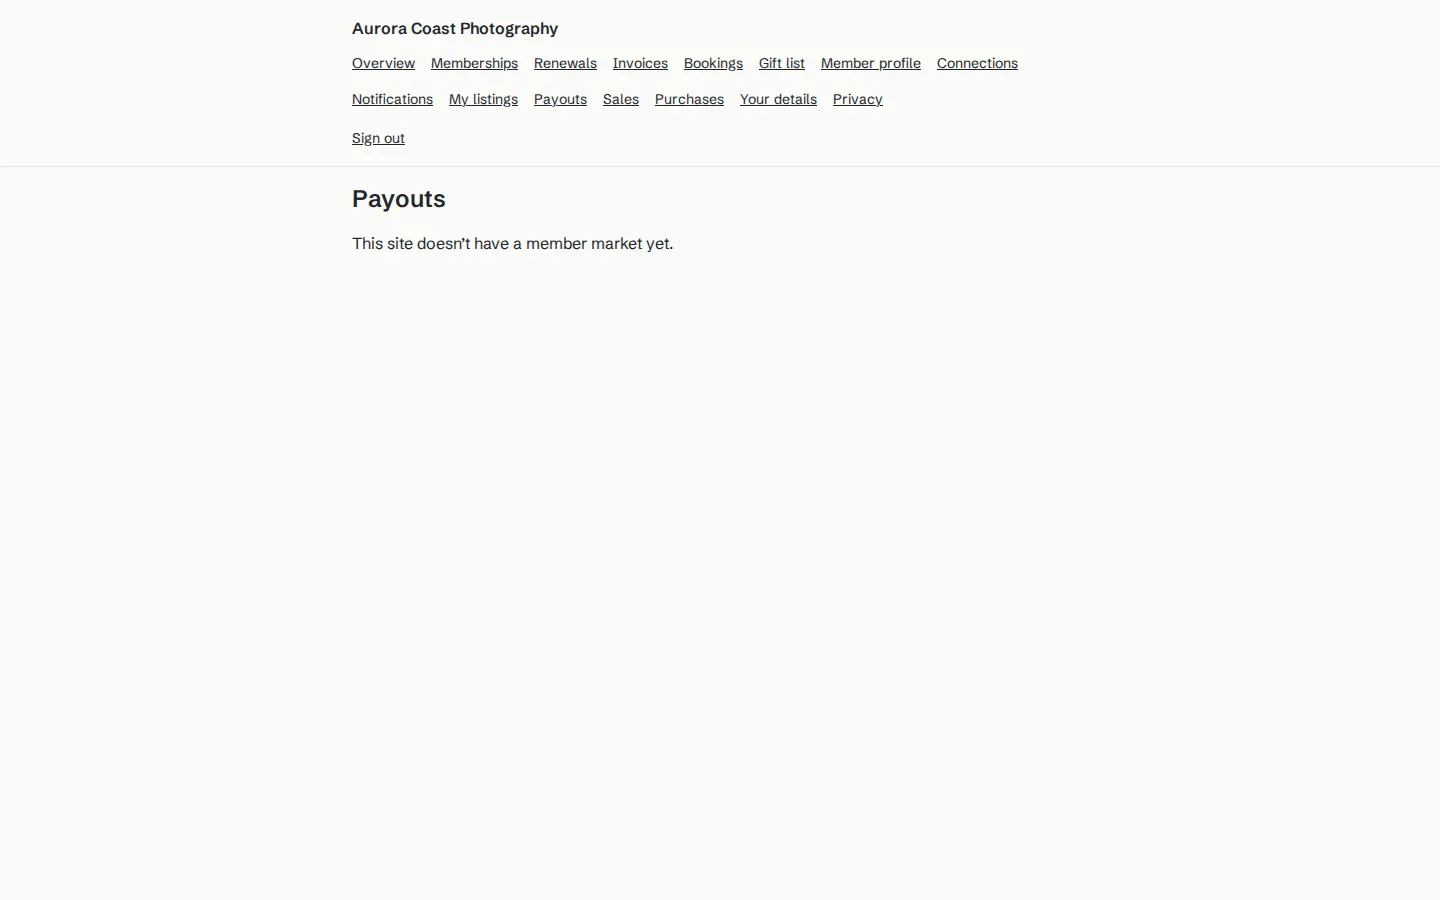 Aurora Coast Photography
Overview Memberships Renewals Invoices Bookings Gift list Member profile Connections
Notifications My listings Payouts Sales Purchases Your details Privacy
Sign out
Payouts
This site doesn’t have a member market yet.